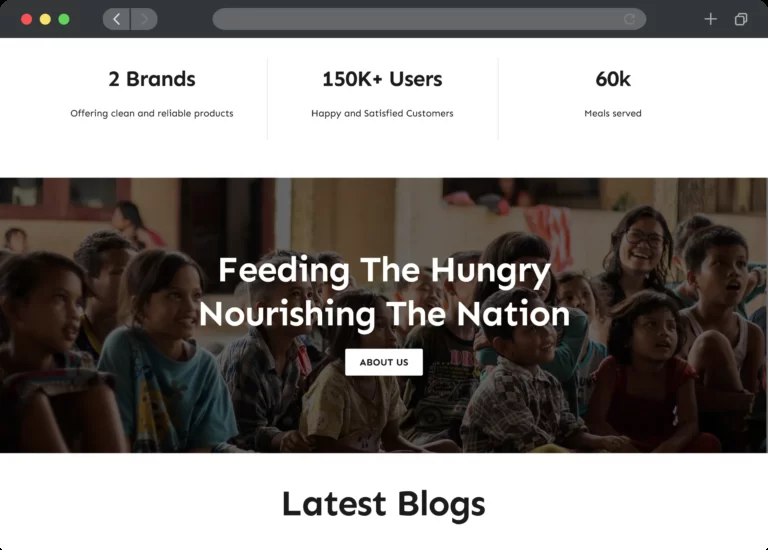 2 Brands
150K+ Users
60k
Offering clean and reliable products
Happy and Satisfied Customers
Meals served
Feeding The Hungry
Nourishing The Nation
ABOUT US
Latest Blogs